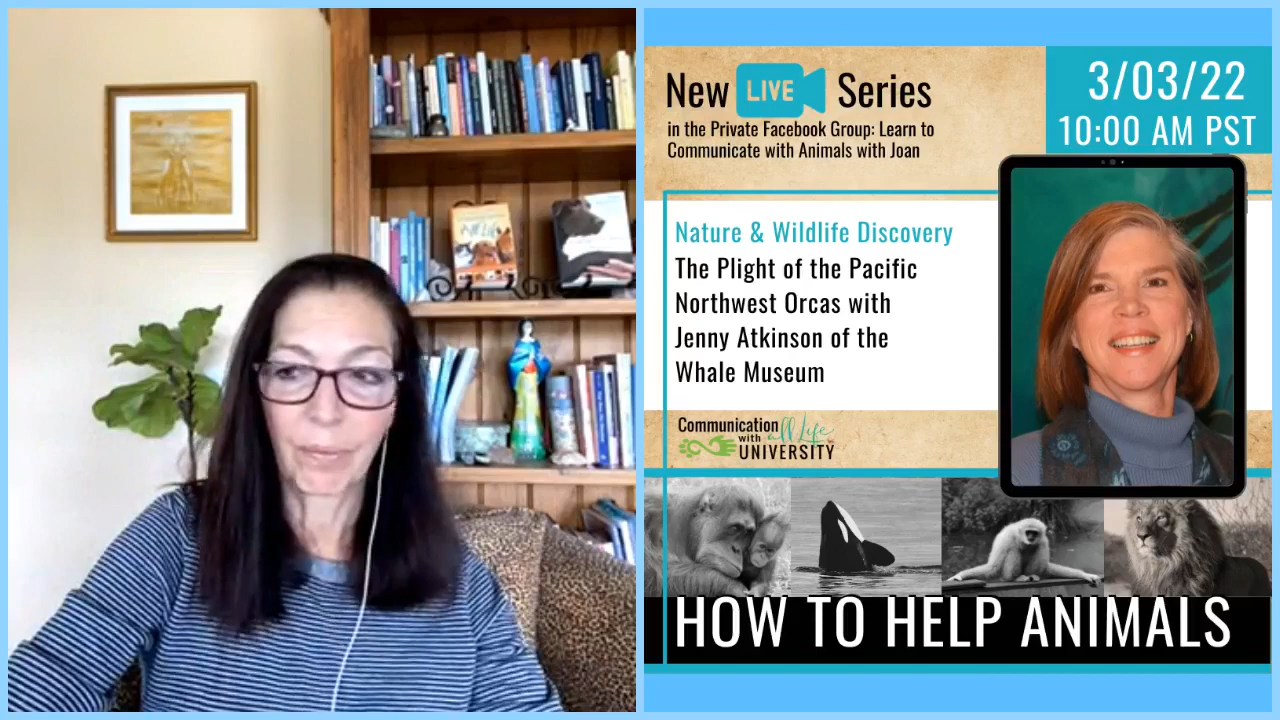 New LIVE Series
in the Private Facebook Group: Learn to
Communicate with Animals with Joan
3/03/22
10:00 AM PST
Nature & Wildlife Discovery
The Plight of the Pacific
Northwest Orcas with
Jenny Atkinson of the
Whale Museum
Communication
with all Life
UNIVERSITY
HOW TO HELP ANIMALS